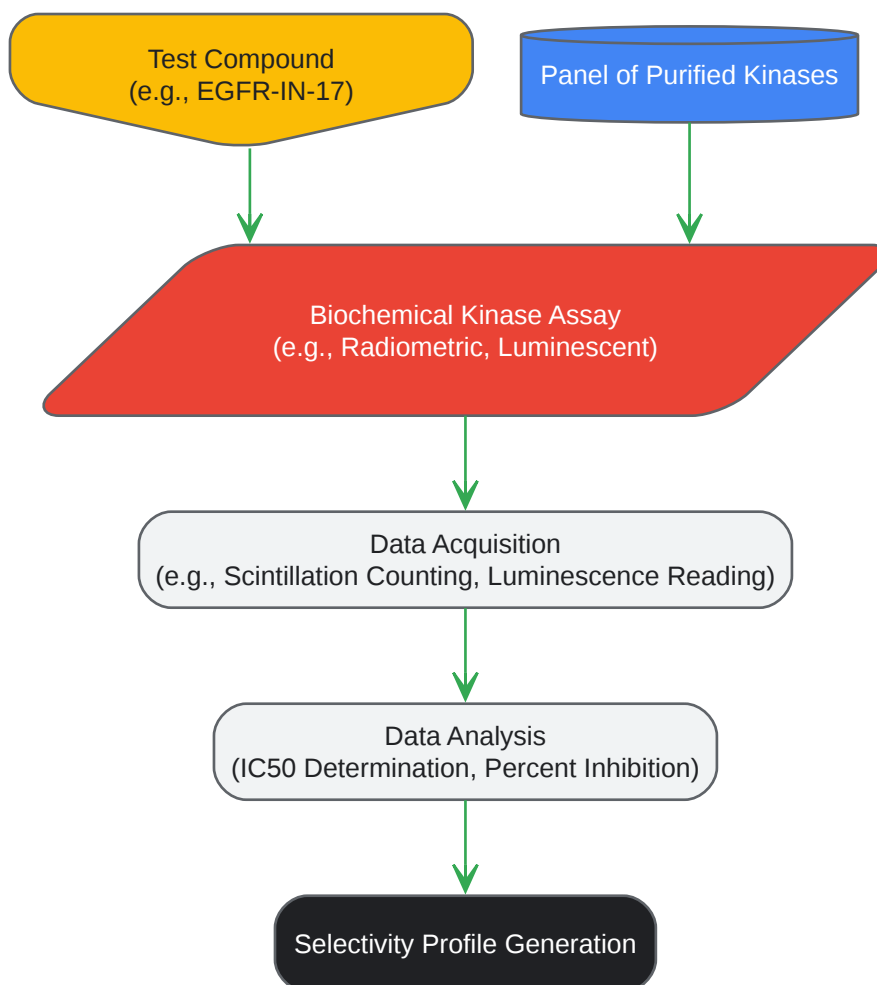 Test Compound
(e.g., EGFR-IN-17)
Panel of Purified Kinases
Biochemical Kinase Assay
(e.g., Radiometric, Luminescent)
Data Acquisition
(e.g., Scintillation Counting, Luminescence Reading)
Data Analysis
(IC50 Determination, Percent Inhibition)
Selectivity Profile Generation